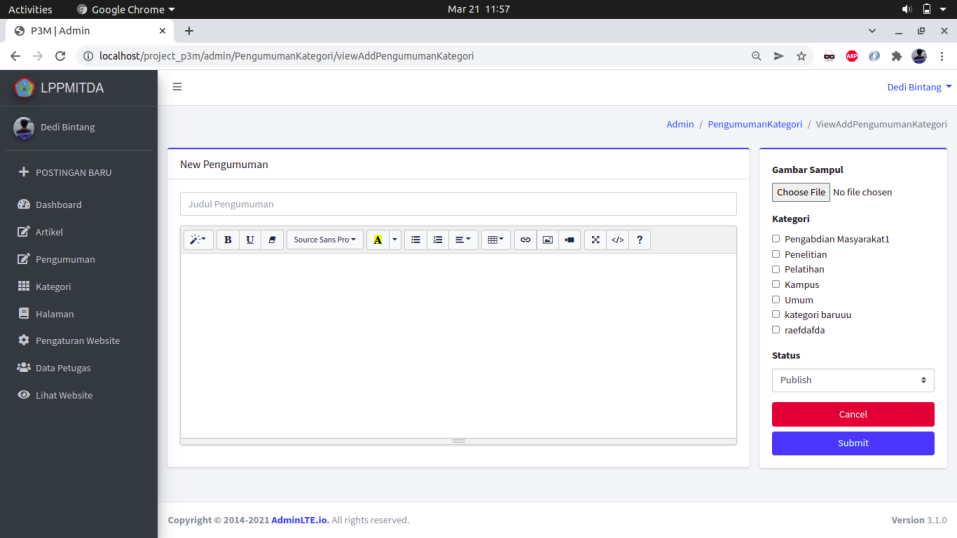 Activities Google Chrome Mar 21 11:57
P3M | Admin
localhost/project_p3m/admin/PengumumanKategori/viewAddPengumumanKategori
ABP
LPPMITDA
Dedi Bintang
Dedi Bintang
Admin / PengumumanKategori / ViewAddPengumumanKategori
POSTINGAN BARU
Dashboard
Artikel
Pengumuman
Kategori
Halaman
Pengaturan Website
Data Petugas
Lihat Website
New Pengumuman
Judul Pengumuman
B U Source Sans Pro A </> ?
Gambar Sampul
Choose File No file chosen
Kategori
Pengabdian Masyarakat1
Penelitian
Pelatihan
Kampus
Umum
kategori baruuu
raefdafda
Status
Publish
Cancel
Submit
Copyright © 2014-2021 AdminLTE.io. All rights reserved.
Version 3.1.0